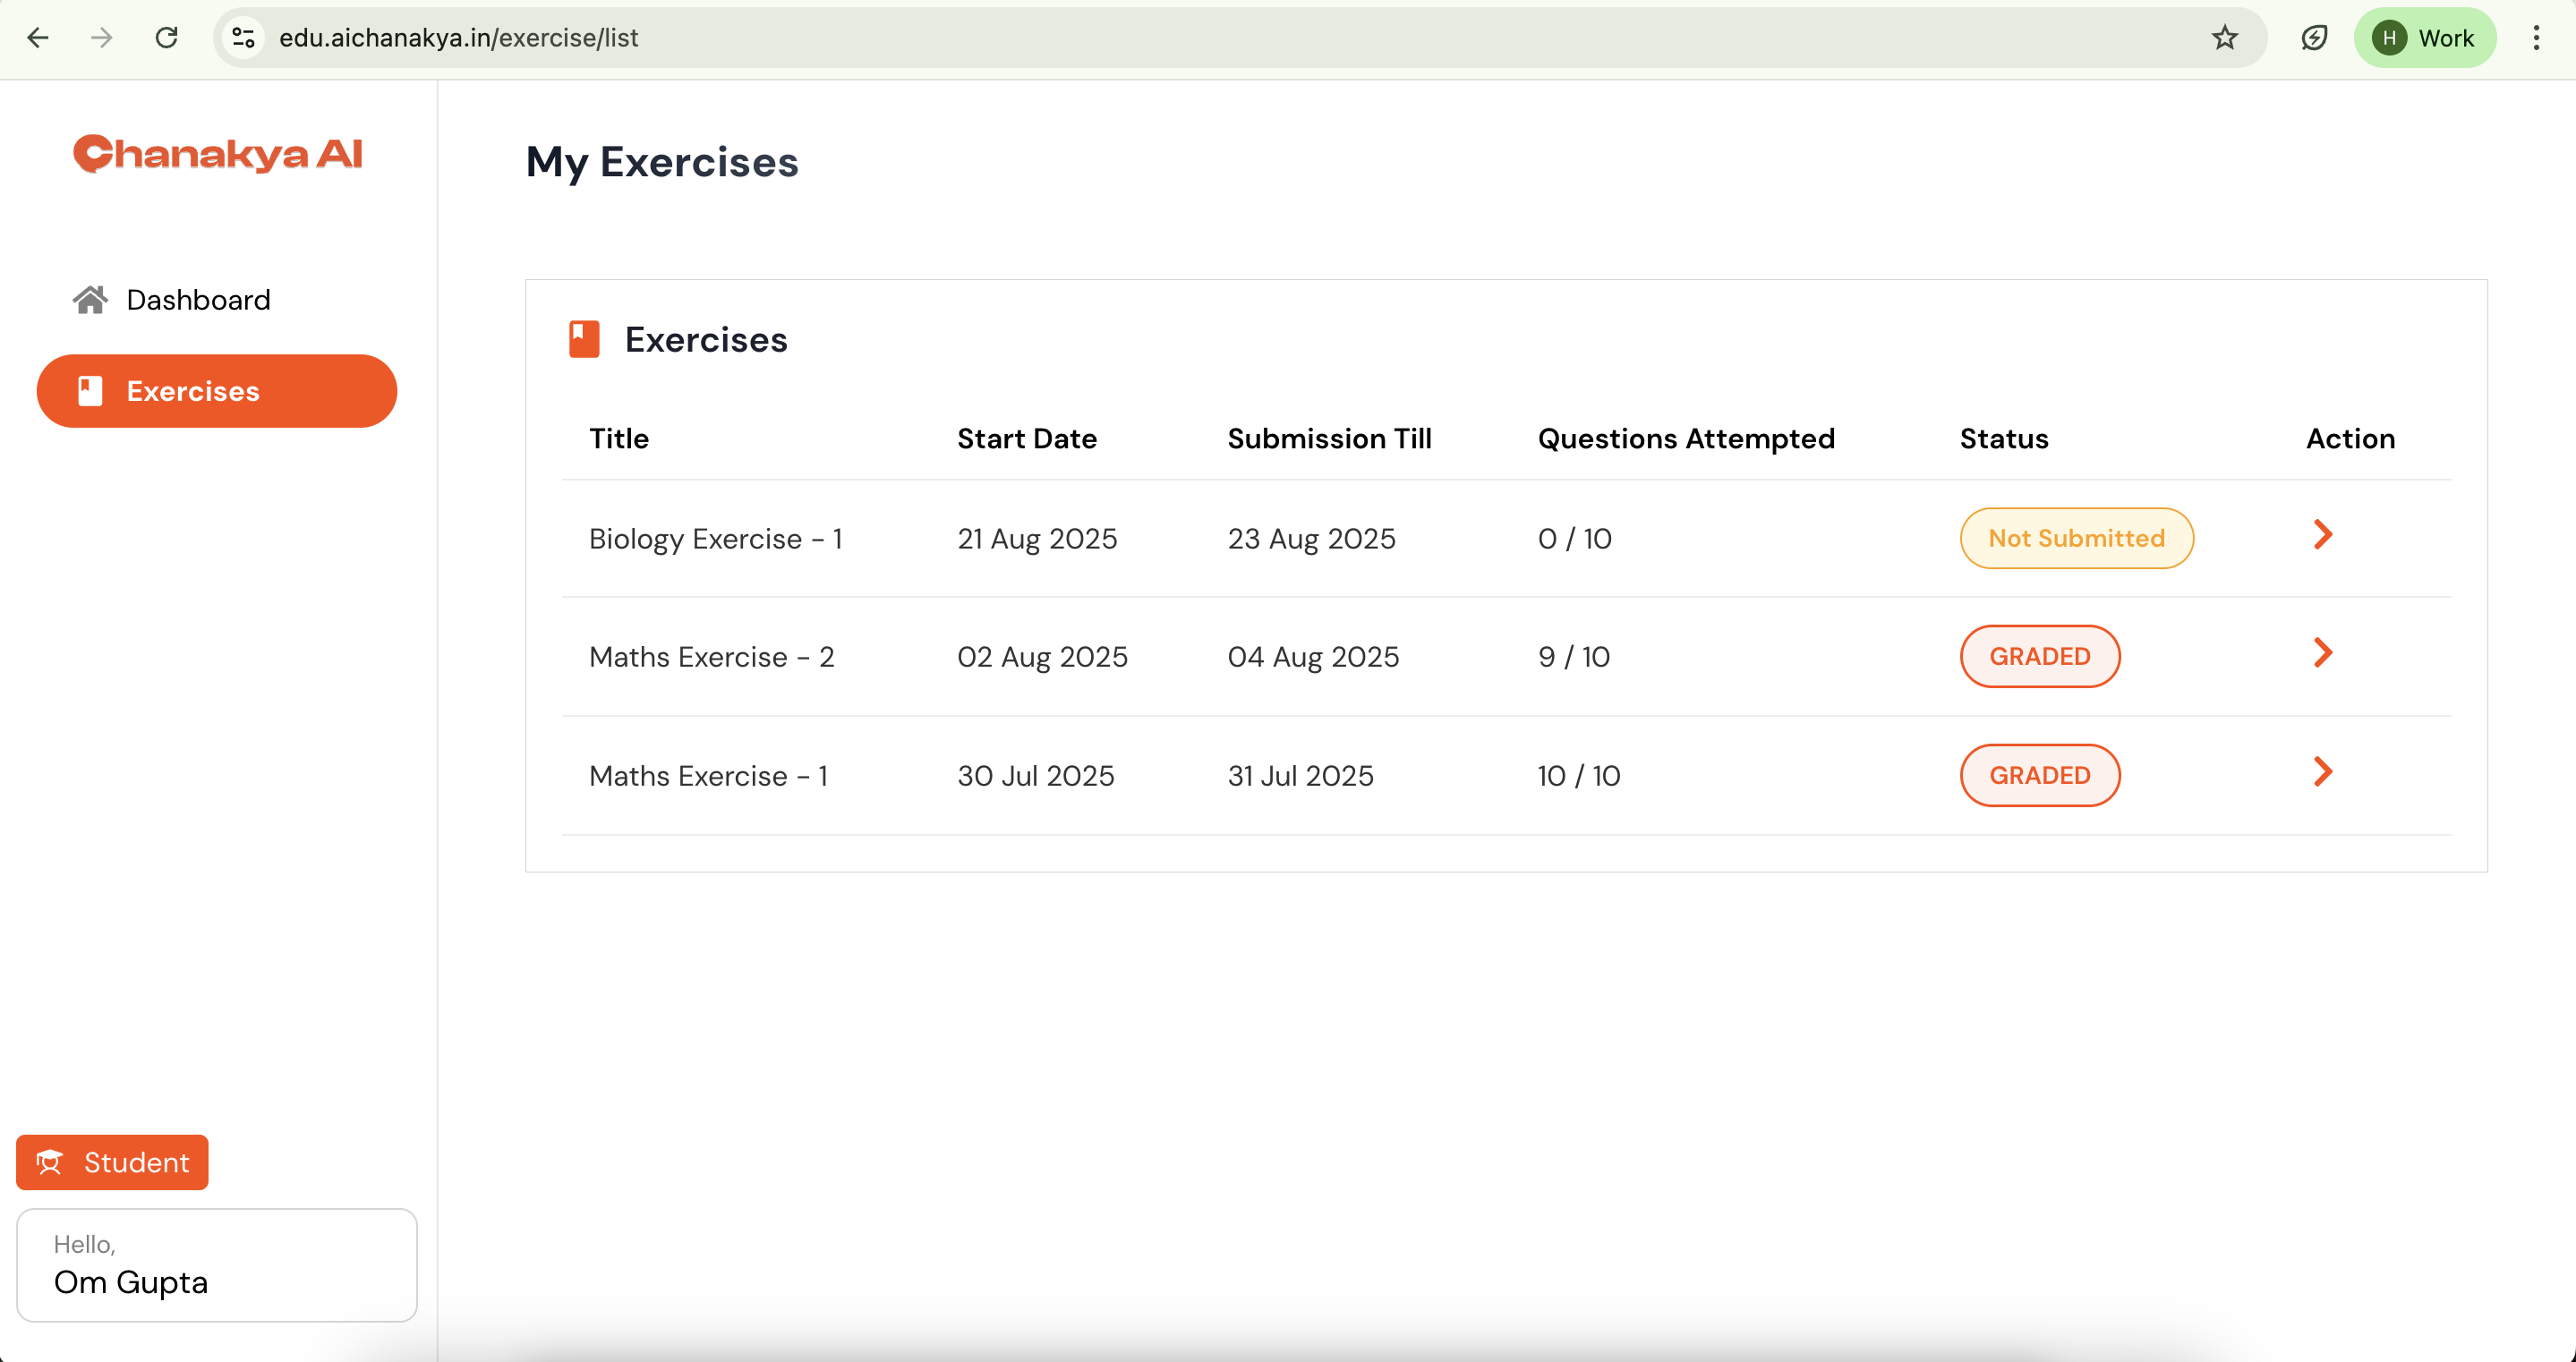 edu.aichanakya.in/exercise/list
H Work
Chanakya AI
My Exercises
Dashboard
Exercises
Exercises
Title Start Date Submission Till Questions Attempted Status Action
Biology Exercise - 1 21 Aug 2025 23 Aug 2025 0 / 10 Not Submitted
Maths Exercise - 2 02 Aug 2025 04 Aug 2025 9 / 10 GRADED
Maths Exercise - 1 30 Jul 2025 31 Jul 2025 10 / 10 GRADED
Student
Hello,
Om Gupta